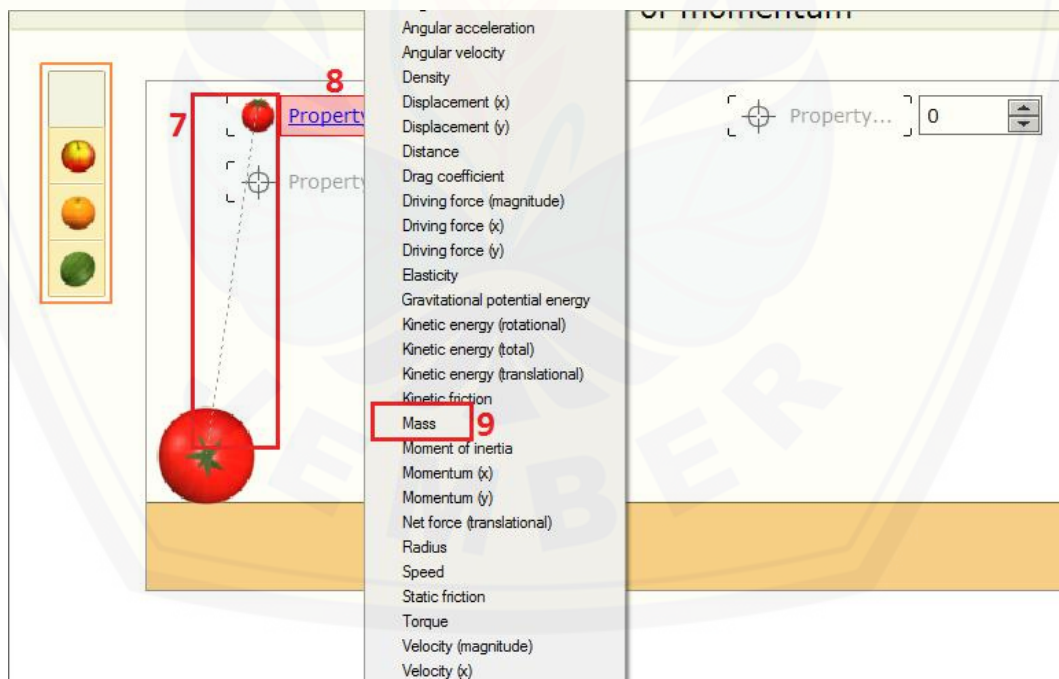 of momentum
Angular acceleration
Angular velocity
Density
8
Displacement (x)
7
Property
Property...
0
Displacement (y)
Distance
Property
Drag coefficient
Driving force (magnitude)
Driving force (x)
Driving force (y)
Elasticity
Gravitational potential energy
Kinetic energy (rotational)
Kinetic energy (total)
Kinetic energy (translational)
Kinetic friction
Mass
9
Moment of inertia
Momentum (x)
Momentum (y)
Net force (translational)
Radius
Speed
Static friction
Torque
Velocity (magnitude)
Velocity (x)